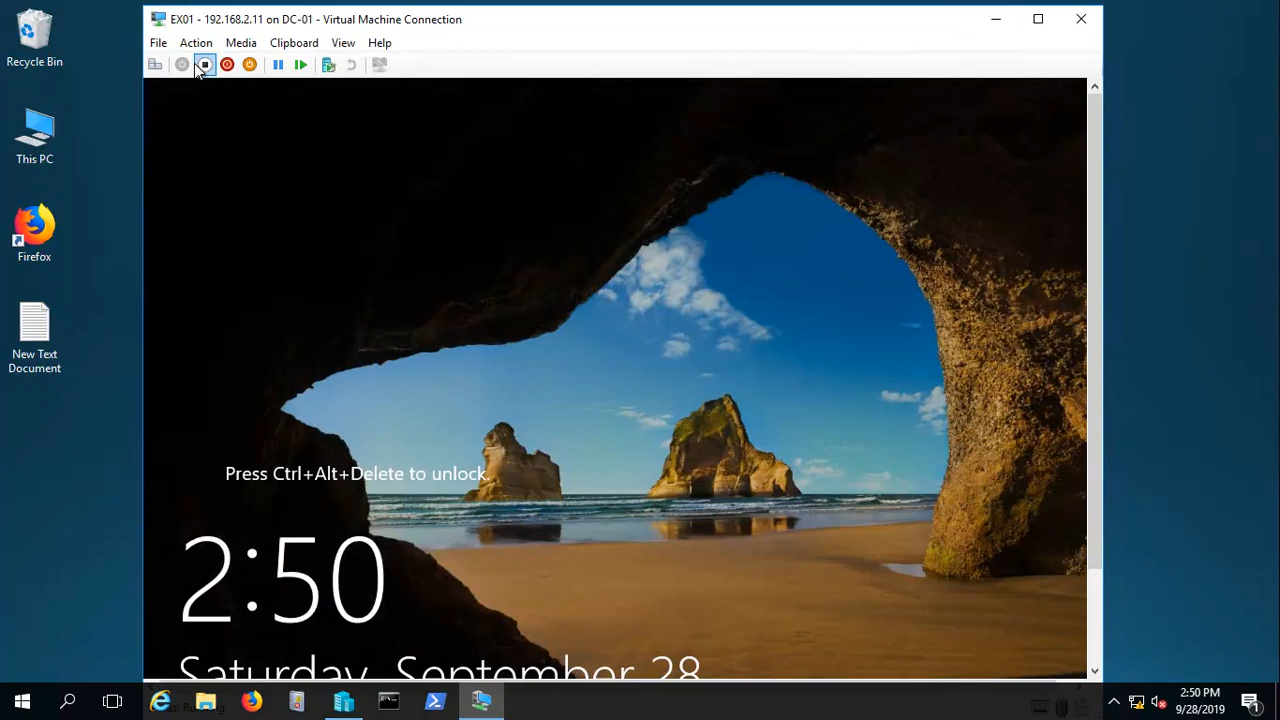 EX01 - 192.168.2.11 on DC-01 - Virtual Machine Connection
File Action Media Clipboard View Help
Recycle Bin
This PC
Firefox
New Text
Document
Press Ctrl+Alt+Delete to unlock.
2:50
Saturday, September 28
2:50 PM
9/28/2019
1